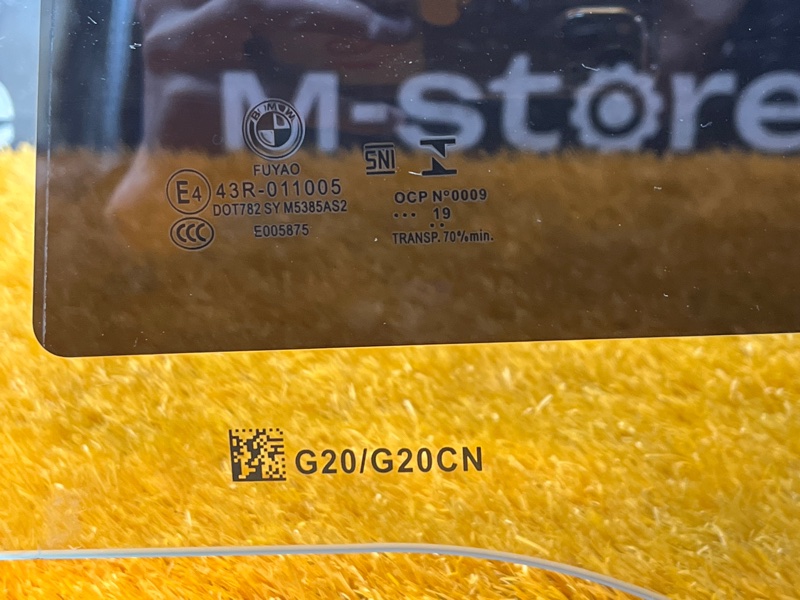 M-store
BUMOW
FUYAO
SNI
E4 43R-011005
DOT782 SY M5385AS2
CCC E005875
OCP Nº0009
... 19
TRANSP. 70%min.
G20/G20CN